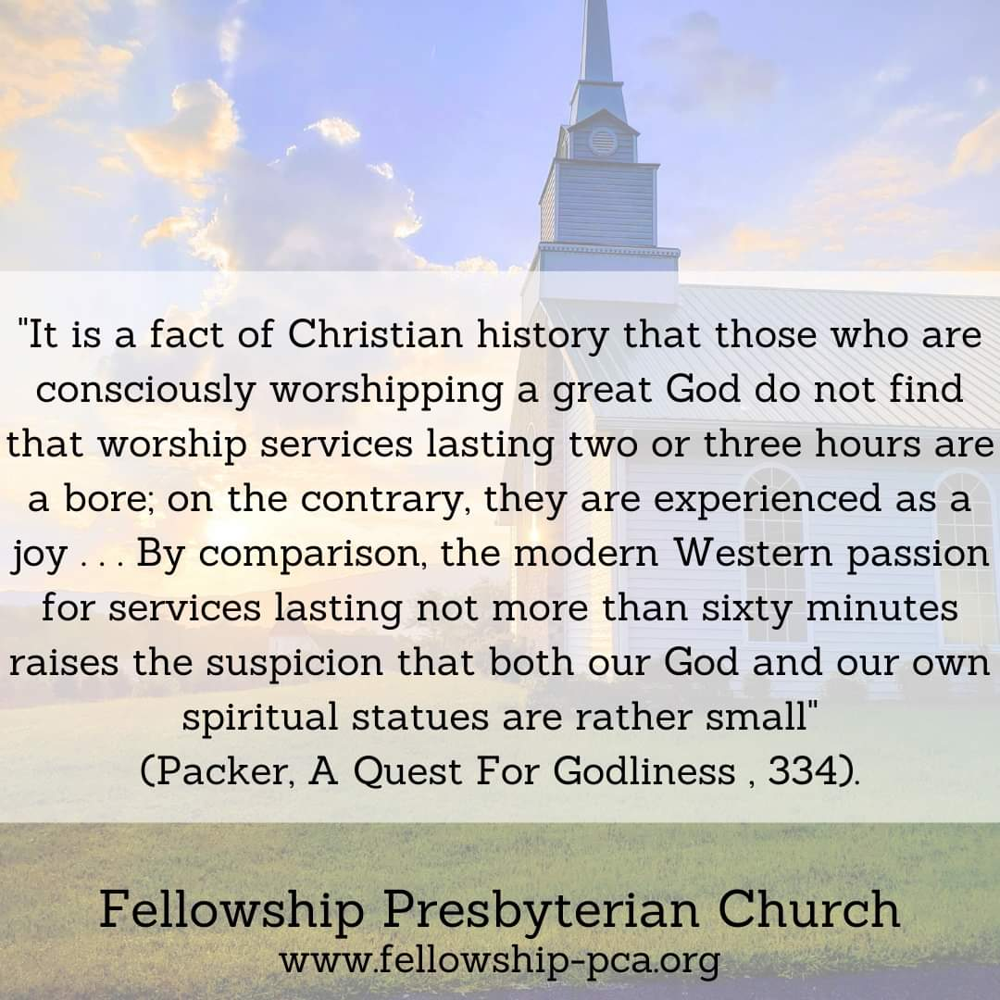 "It is a fact of Christian history that those who are
consciously worshipping a great God do not find
that worship services lasting two or three hours are
a bore; on the contrary, they are experienced as a
joy . . . By comparison, the modern Western passion
for services lasting not more than sixty minutes
raises the suspicion that both our God and our own
spiritual statues are rather small"
(Packer, A Quest For Godliness , 334).
Fellowship Presbyterian Church
www.fellowship-pca.org